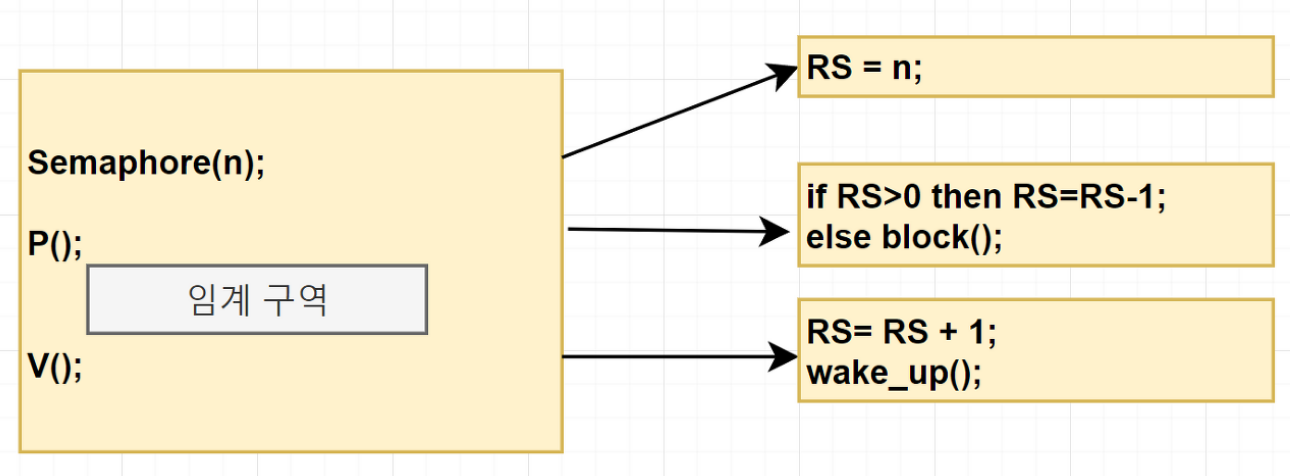 Semaphore(n);
P();
임계 구역
V();
RS = n;
if RS>0 then RS=RS-1;
else block();
RS= RS + 1;
wake_up();